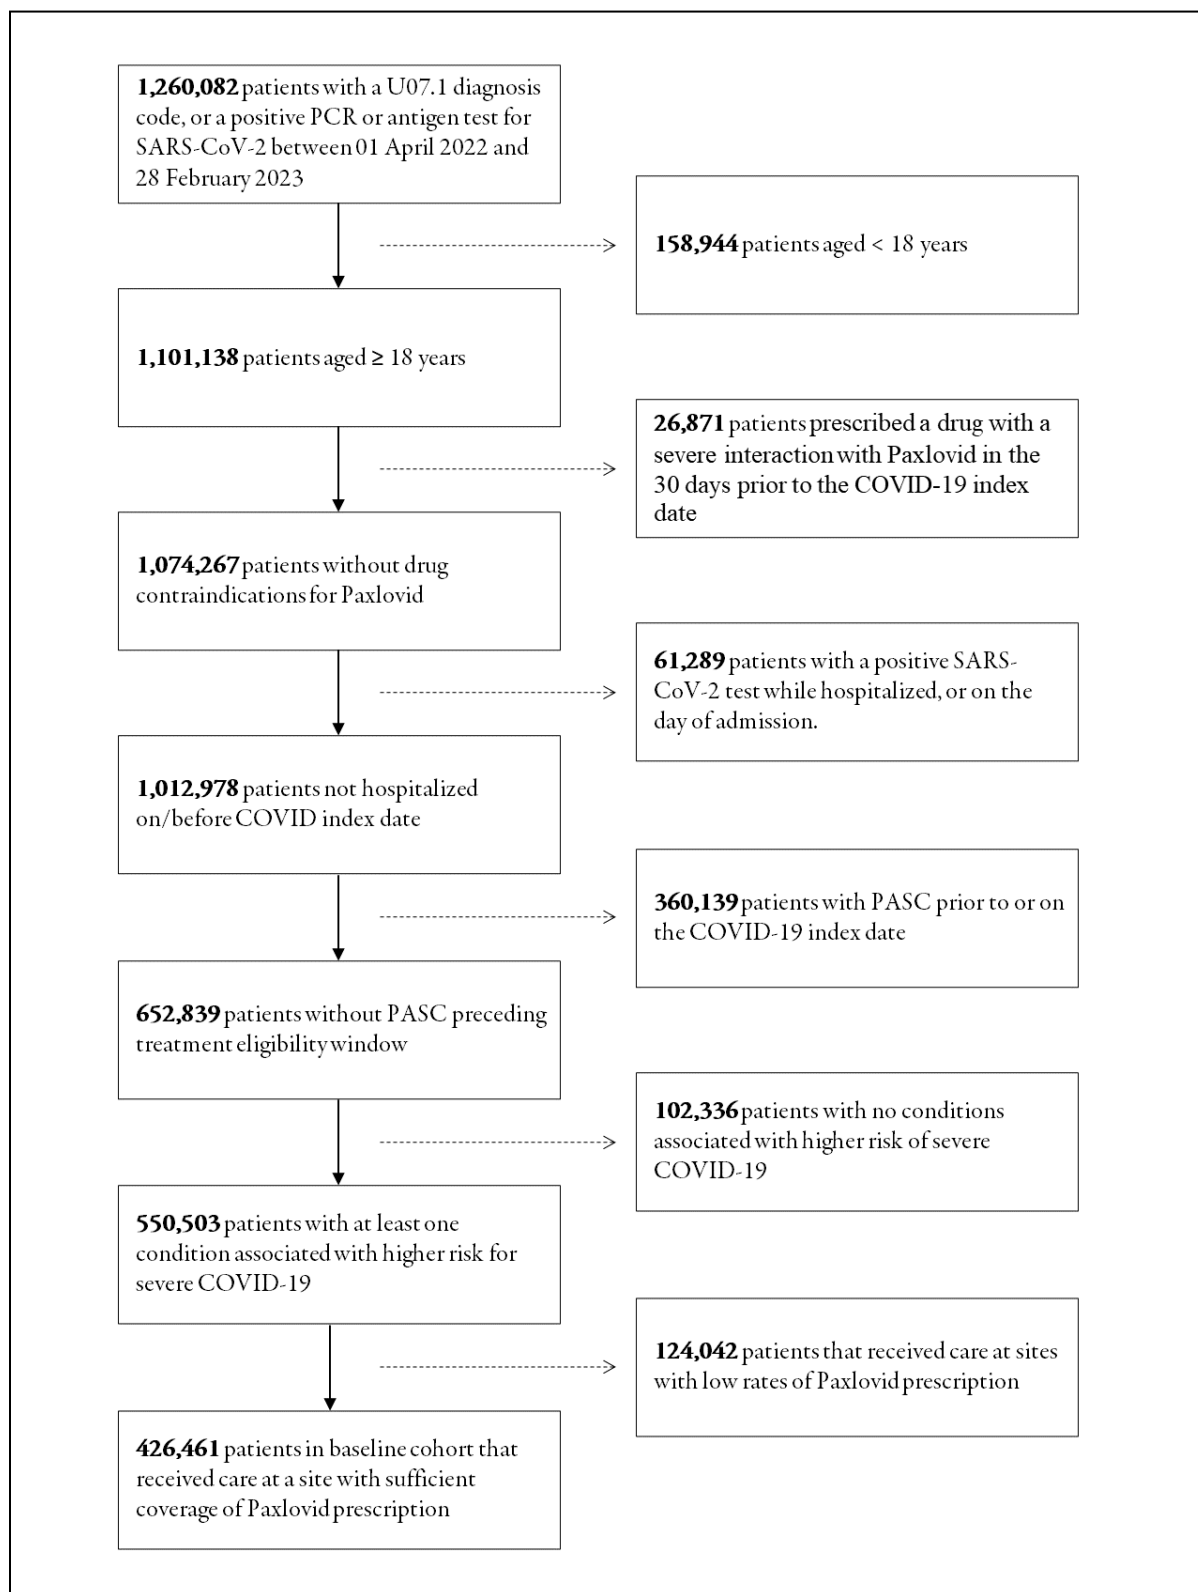 1,260,082 patients with a U07.1 diagnosis
code, or a positive PCR or antigen test for
SARS-CoV-2 between 01 April 2022 and
28 February 2023
158,944 patients aged < 18 years
1,101,138 patients aged ≥ 18 years
26,871 patients prescribed a drug with a
severe interaction with Paxlovid in the
30 days prior to the COVID-19 index
date
1,074,267 patients without drug
contraindications for Paxlovid
61,289 patients with a positive SARS-
CoV-2 test while hospitalized, or on the
day of admission.
1,012,978 patients not hospitalized
on/before COVID index date
360,139 patients with PASC prior to or on
the COVID-19 index date
652,839 patients without PASC preceding
treatment eligibility window
102,336 patients with no conditions
associated with higher risk of severe
COVID-19
550,503 patients with at least one
condition associated with higher risk for
severe COVID-19
124,042 patients that received care at sites
with low rates of Paxlovid prescription
426,461 patients in baseline cohort that
received care at a site with sufficient
coverage of Paxlovid prescription